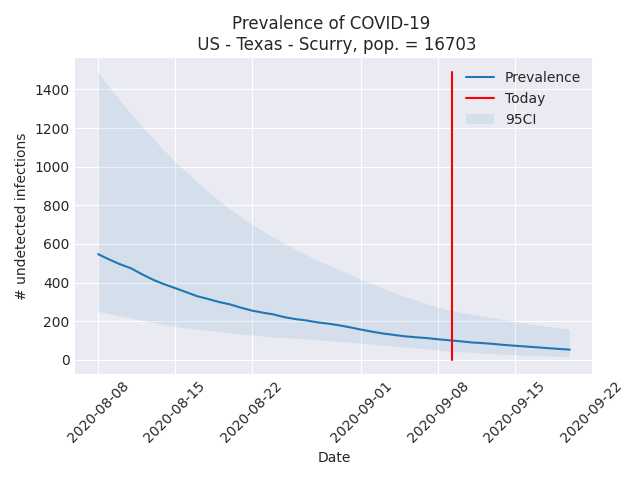 Prevalence of COVID-19
US - Texas - Scurry, pop. = 16703
Prevalence
Today
95CI
# undetected infections
1400
1200
1000
800
600
400
200
0
2020-08-08
2020-08-15
2020-08-22
2020-09-01
2020-09-08
2020-09-15
2020-09-22
Date